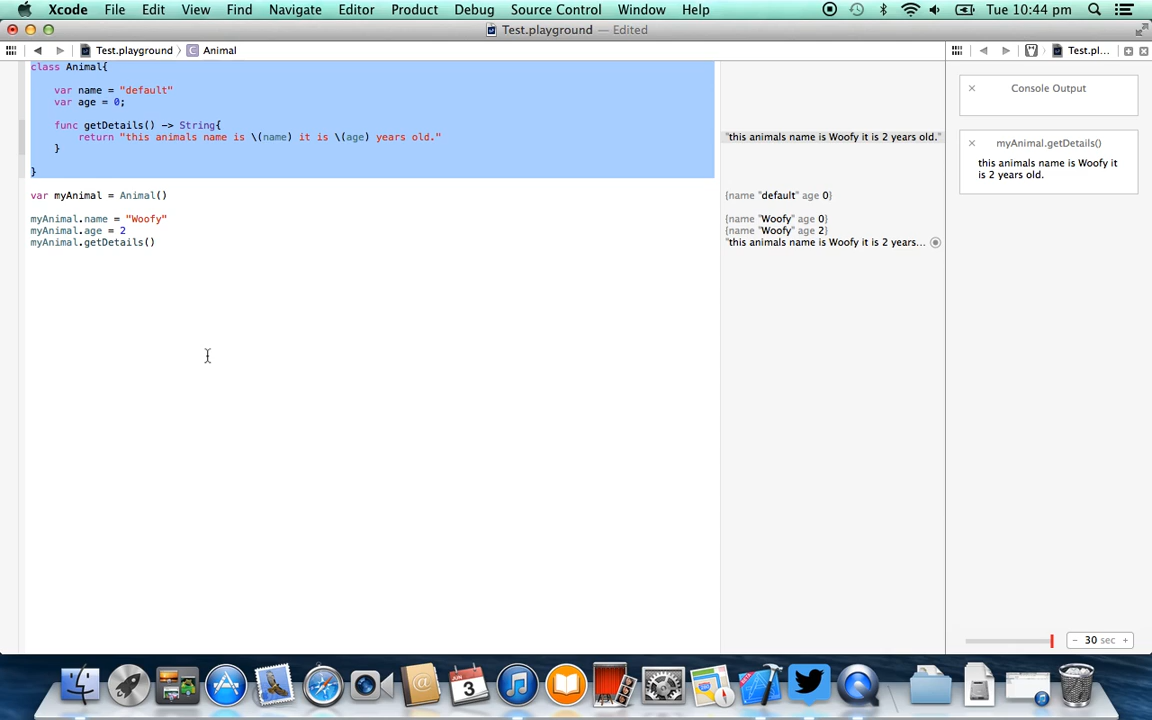 Xcode File Edit View Find Navigate Editor Product Debug Source Control Window Help Tue 10:44 pm
Test.playground — Edited
Test.playground 〉 C Animal Test.pl...
class Animal{
var name = "default"
var age = 0;
func getDetails() -> String{
return "this animals name is \(name) it is \(age) years old."
}
}
var myAnimal = Animal()
myAnimal.name = "Woofy"
myAnimal.age = 2
myAnimal.getDetails()
"this animals name is Woofy it is 2 years old."
{name "default" age 0}
{name "Woofy" age 0}
{name "Woofy" age 2}
"this animals name is Woofy it is 2 years...
Console Output
myAnimal.getDetails()
this animals name is Woofy it
is 2 years old.
− 30 sec +
JUN
3